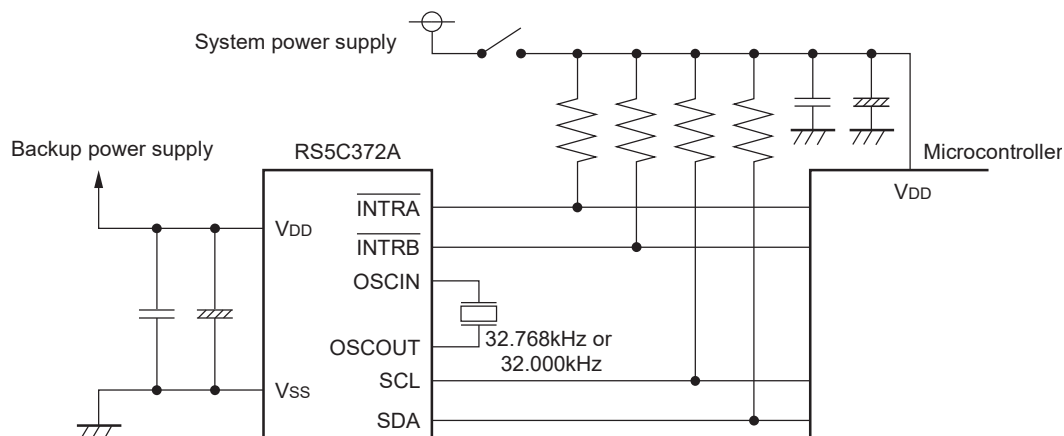 System power supply
Backup power supply
RS5C372A
Microcontroller
VDD
INTRA
VDD
INTRB
OSCIN
32.768kHz or
32.000kHz
OSCOUT
VSS
SCL
SDA